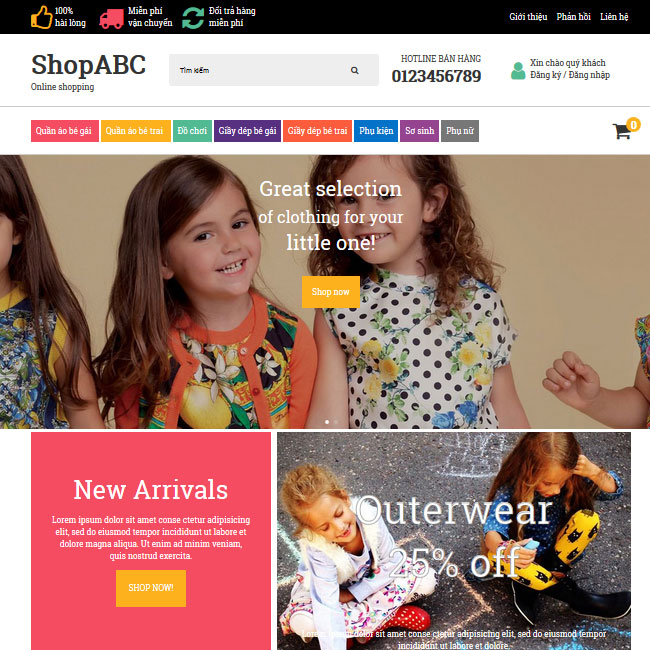 100%
hài lòng
Miễn phí
vận chuyển
Đổi trả hàng
miễn phí
Giới thiệu Phản hồi Liên hệ
ShopABC
Online shopping
Tìm kiếm
HOTLINE BÁN HÀNG
0123456789
Xin chào quý khách
Đăng ký / Đăng nhập
Quần áo bé gái Quần áo bé trai Đồ chơi Giầy dép bé gái Giầy dép bé trai Phụ kiện Sơ sinh Phụ nữ
0
Great selection
of clothing for your
little one!
Shop now
New Arrivals
Lorem ipsum dolor sit amet conse ctetur adipisicing
elit, sed do eiusmod tempor incididunt ut labore et
dolore magna aliqua. Ut enim ad minim veniam,
quis nostrud exercita.
SHOP NOW!
Outerwear
25% off
Lorem ipsum dolor sit amet conse ctetur adipisicing elit, sed do eiusmod tempor
incididunt ut labore et dolore.